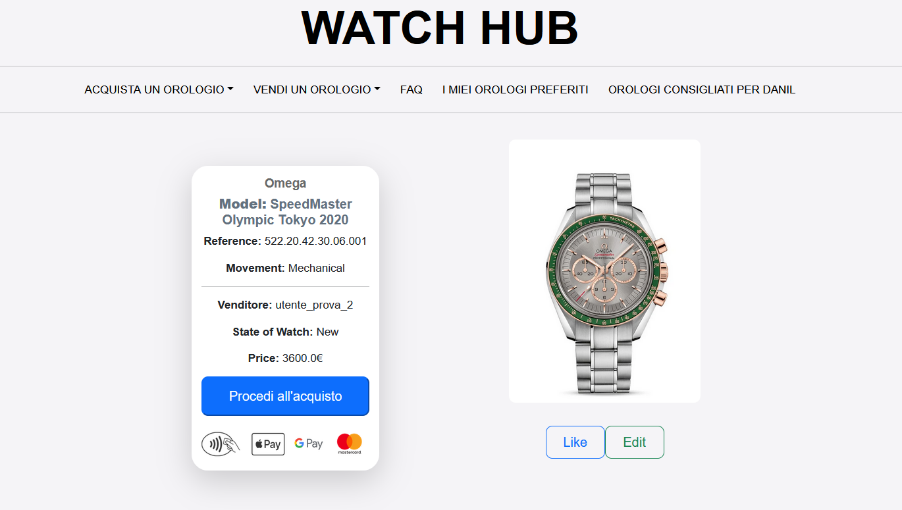 WATCH HUB
ACQUISTA UN OROLOGIO VENDI UN OROLOGIO FAQ I MIEI OROLOGI PREFERITI OROLOGI CONSIGLIATI PER DANIL
Omega
Model: SpeedMaster
Olympic Tokyo 2020
Reference: 522.20.42.30.06.001
Movement: Mechanical
Venditore: utente_prova_2
State of Watch: New
Price: 3600.0€
Procedi all'acquisto
Pay G Pay mastercard
OMEGA
Like Edit